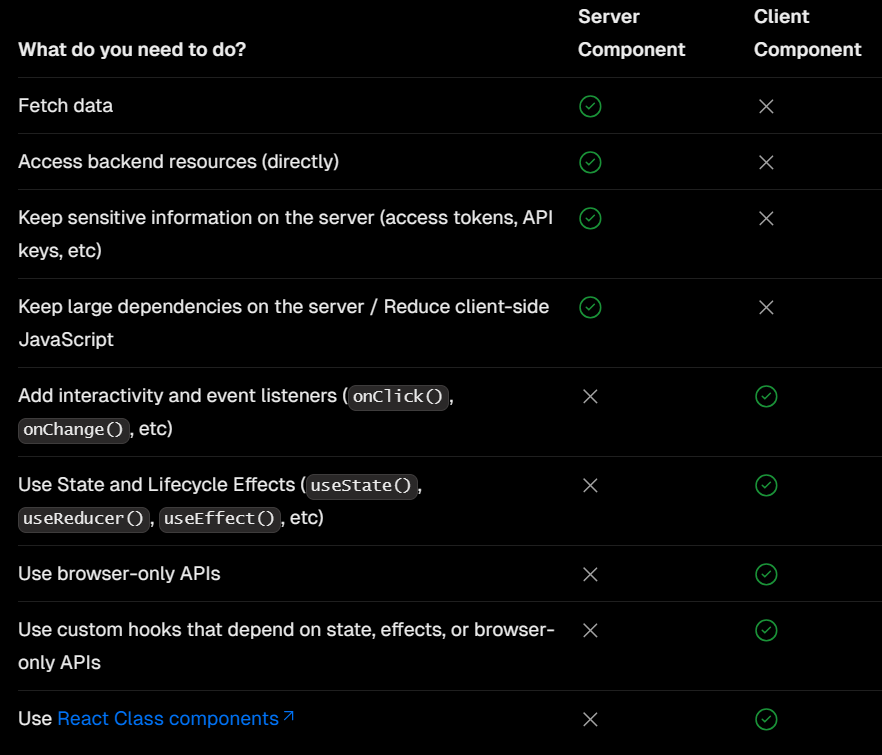 Server Client
What do you need to do? Component Component
Fetch data
Access backend resources (directly)
Keep sensitive information on the server (access tokens, API
keys, etc)
Keep large dependencies on the server / Reduce client-side
JavaScript
Add interactivity and event listeners (onClick(),
onChange(), etc)
Use State and Lifecycle Effects (useState(),
useReducer(), useEffect(), etc)
Use browser-only APIs
Use custom hooks that depend on state, effects, or browser-
only APIs
Use React Class components